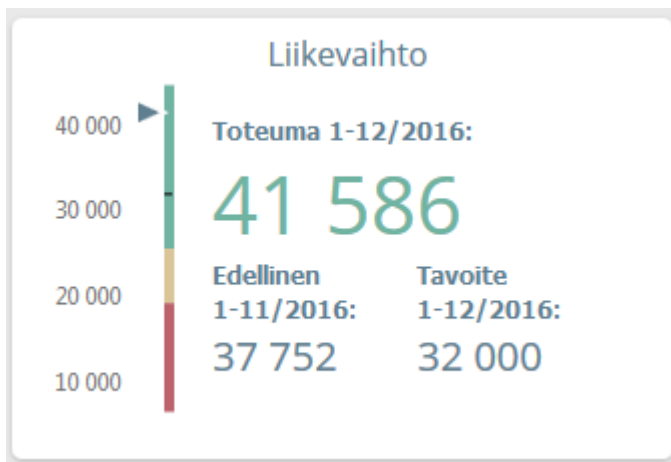 Liikevaihto
40 000
30 000
20 000
10 000
Toteuma 1-12/2016:
41 586
Edellinen
1-11/2016:
37 752
Tavoite
1-12/2016:
32 000